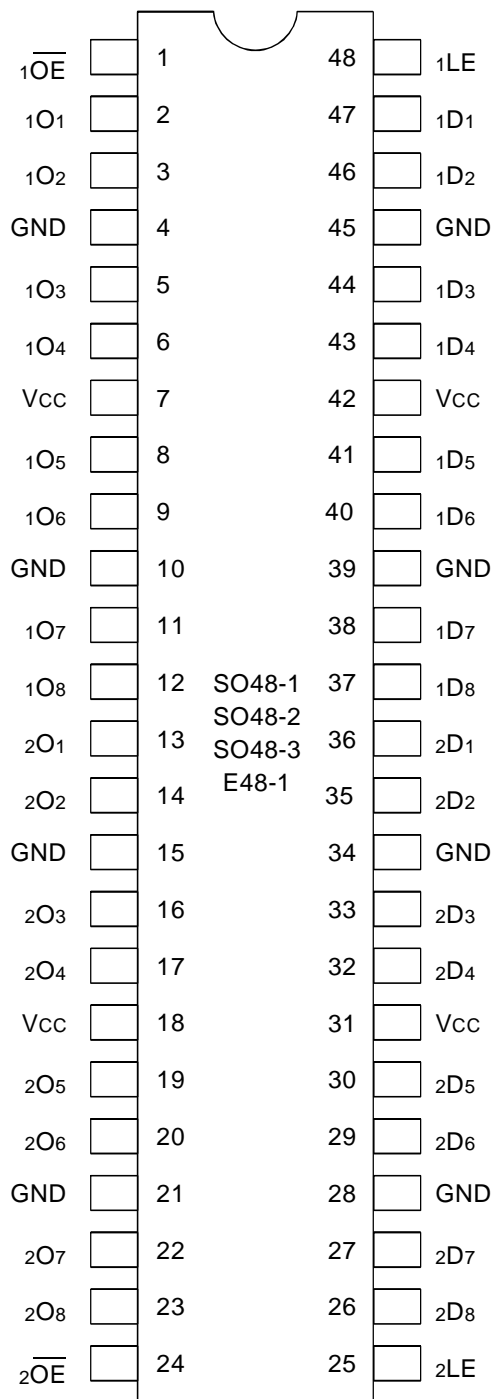 1OE 1 48 1LE
1O1 2 47 1D1
1O2 3 46 1D2
GND 4 45 GND
1O3 5 44 1D3
1O4 6 43 1D4
VCC 7 42 VCC
1O5 8 41 1D5
1O6 9 40 1D6
GND 10 39 GND
1O7 11 38 1D7
1O8 12 SO48-1 37 1D8
SO48-2
2O1 13 SO48-3 36 2D1
2O2 14 E48-1 35 2D2
GND 15 34 GND
2O3 16 33 2D3
2O4 17 32 2D4
VCC 18 31 VCC
2O5 19 30 2D5
2O6 20 29 2D6
GND 21 28 GND
2O7 22 27 2D7
2O8 23 26 2D8
2OE 24 25 2LE